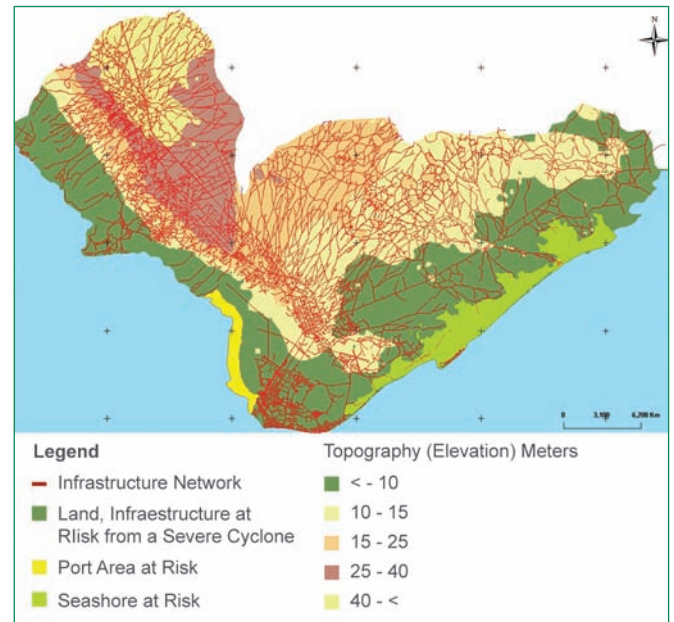 N
0 3,100 6,200 Km
Legend
Infrastructure Network
Land, Infraestructure at
RIisk from a Severe Cyclone
Port Area at Risk
Seashore at Risk
Topography (Elevation) Meters
< - 10
10 - 15
15 - 25
25 - 40
40 - <